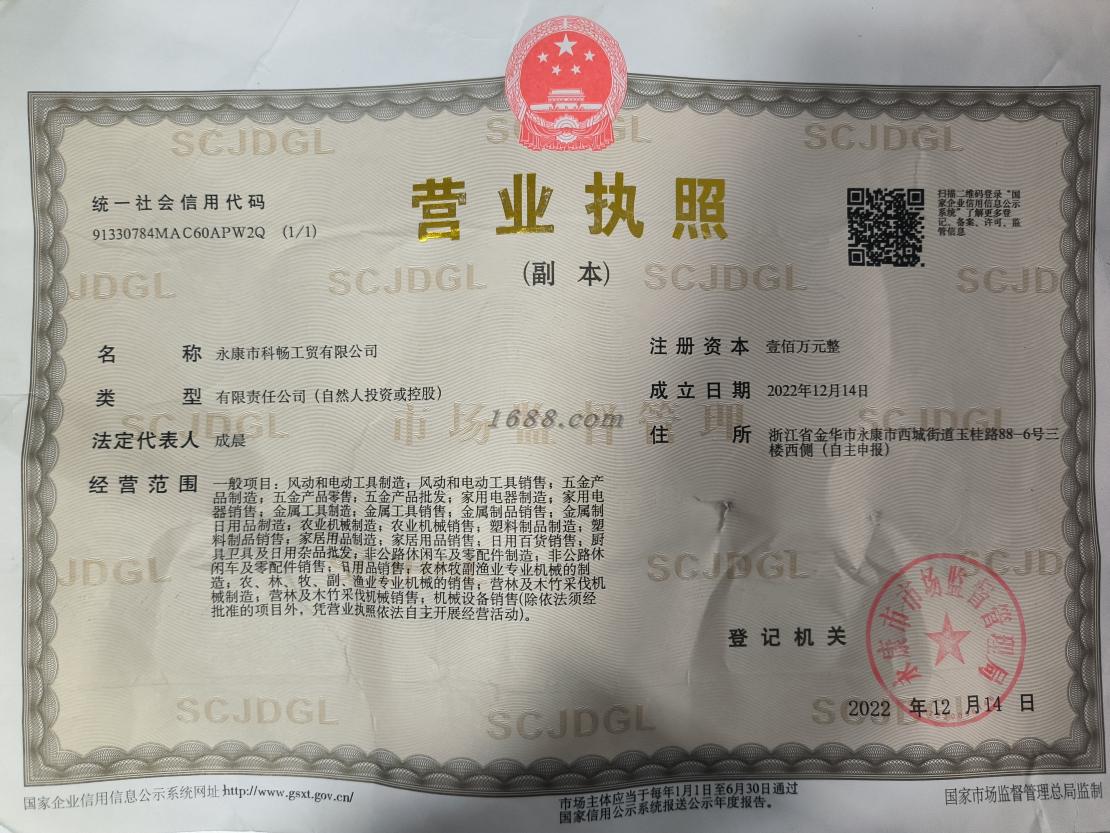 SCJDGL
营业执照
(副 本)
统一社会信用代码
91330784MAC60APW2Q (1/1)
扫描二维码登录“国
家企业信用信息公示
系统”了解更多登
记、备案、许可、监
管信息
名 称 永康市科畅工贸有限公司
类 型 有限责任公司（自然人投资或控股）
法定代表人 成晨
经营范围 一般项目：风动和电动工具制造；风动和电动工具销售；五金产
品制造；五金产品零售；五金产品批发；家用电器制造；家用电
器销售；金属工具制造；金属工具销售；金属制品销售；金属制
日用品制造；农业机械制造；农业机械销售；塑料制品制造；塑
料制品销售；家居用品制造；家居用品销售；日用百货销售；厨
具卫具及日用杂品批发；非公路休闲车及零配件制造；非公路休
闲车及零配件销售；日用品销售；农林牧副渔业专业机械的制
造；农、林、牧、副、渔业专业机械的销售；营林及木竹采伐机
械制造；营林及木竹采伐机械销售；机械设备销售(除依法须经
批准的项目外，凭营业执照依法自主开展经营活动)。
注册资本 壹佰万元整
成立日期 2022年12月14日
住 所 浙江省金华市永康市西城街道玉桂路88-6号三
楼西侧（自主申报）
市场监督管理
1688.com
登记机关
永康市市场监督管理局
2022 年 12 月 14 日
国家企业信用信息公示系统网址:http://www.gsxt.gov.cn/
市场主体应当于每年1月1日至6月30日通过
国家信用公示系统报送公示年度报告。
国家市场监督管理总局监制